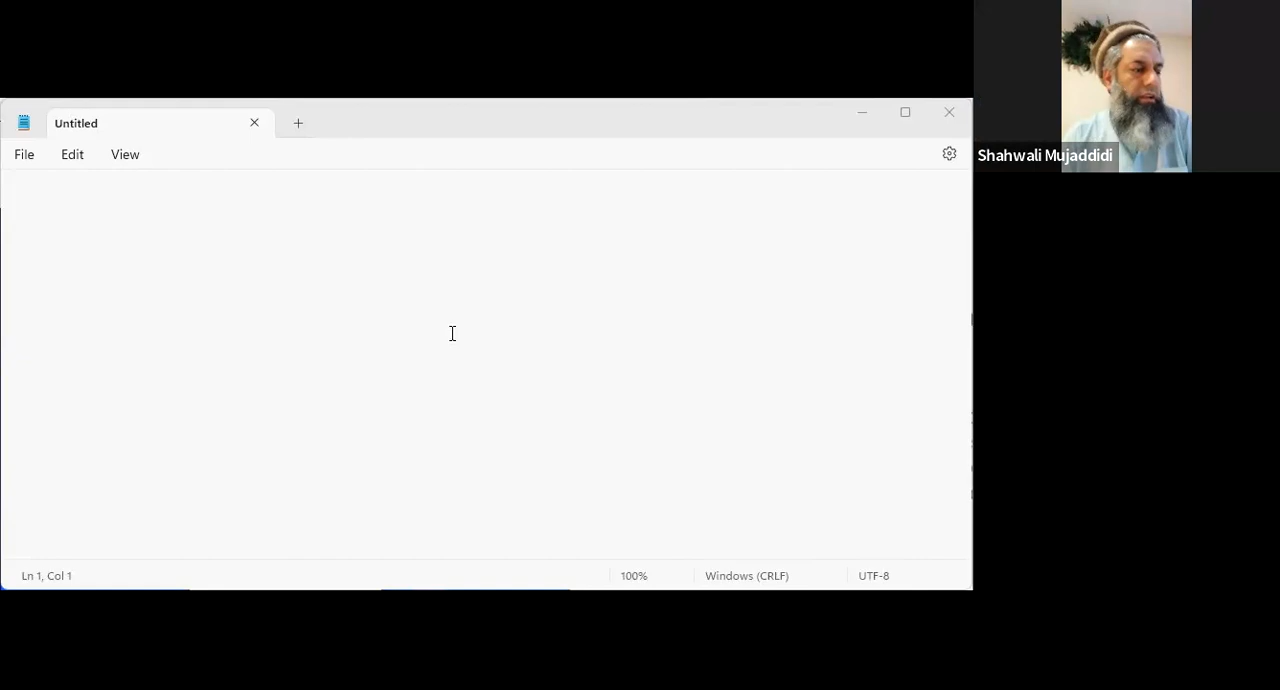 Untitled
File Edit View
Shahwali Mujaddidi
Ln 1, Col 1 100% Windows (CRLF) UTF-8